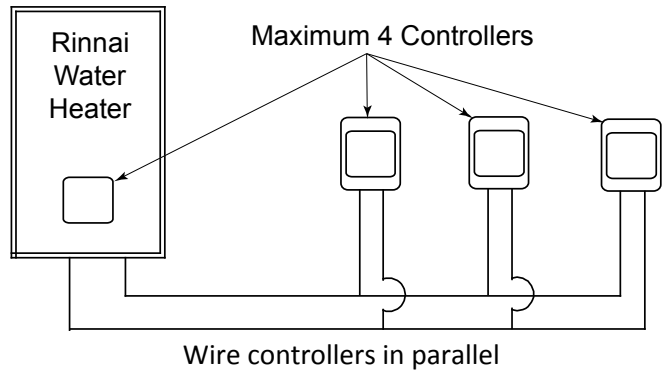 Rinnai
Water
Heater
Maximum 4 Controllers
Wire controllers in parallel